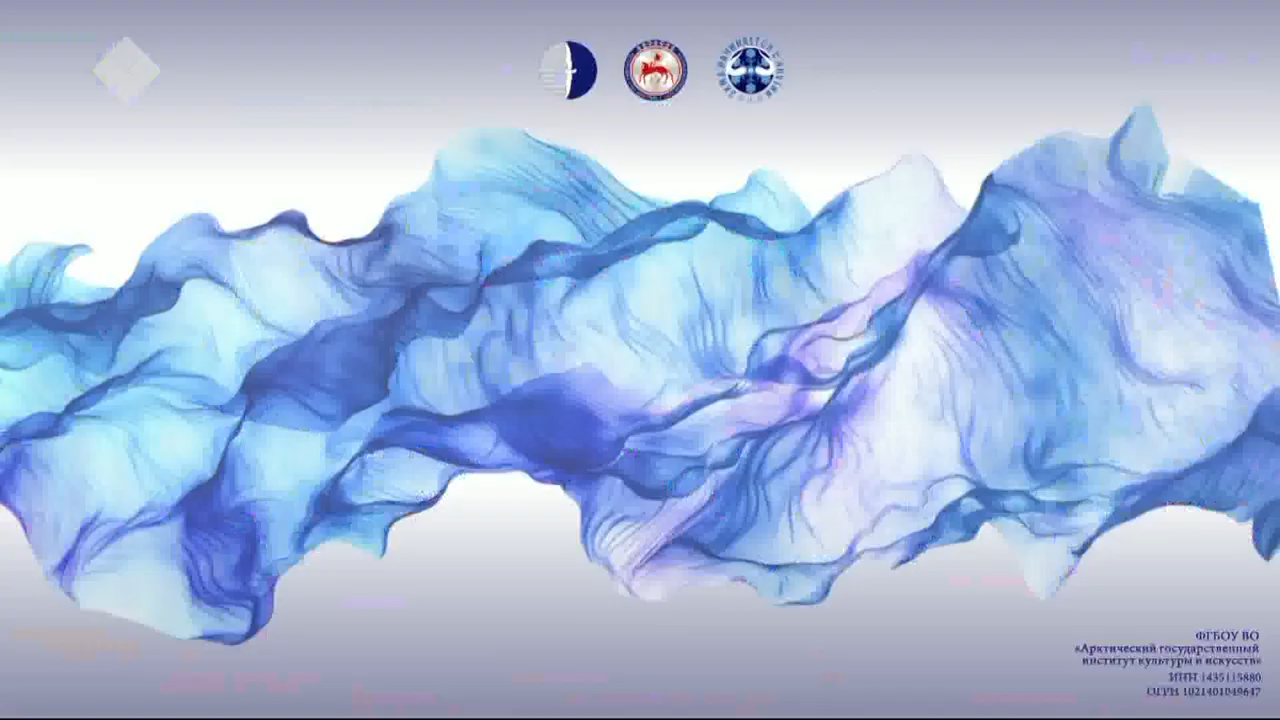 ФГБОУ ВО
«Арктический государственный
институт культуры и искусств»
ИНН 1435115880
ОГРН 1021401049647